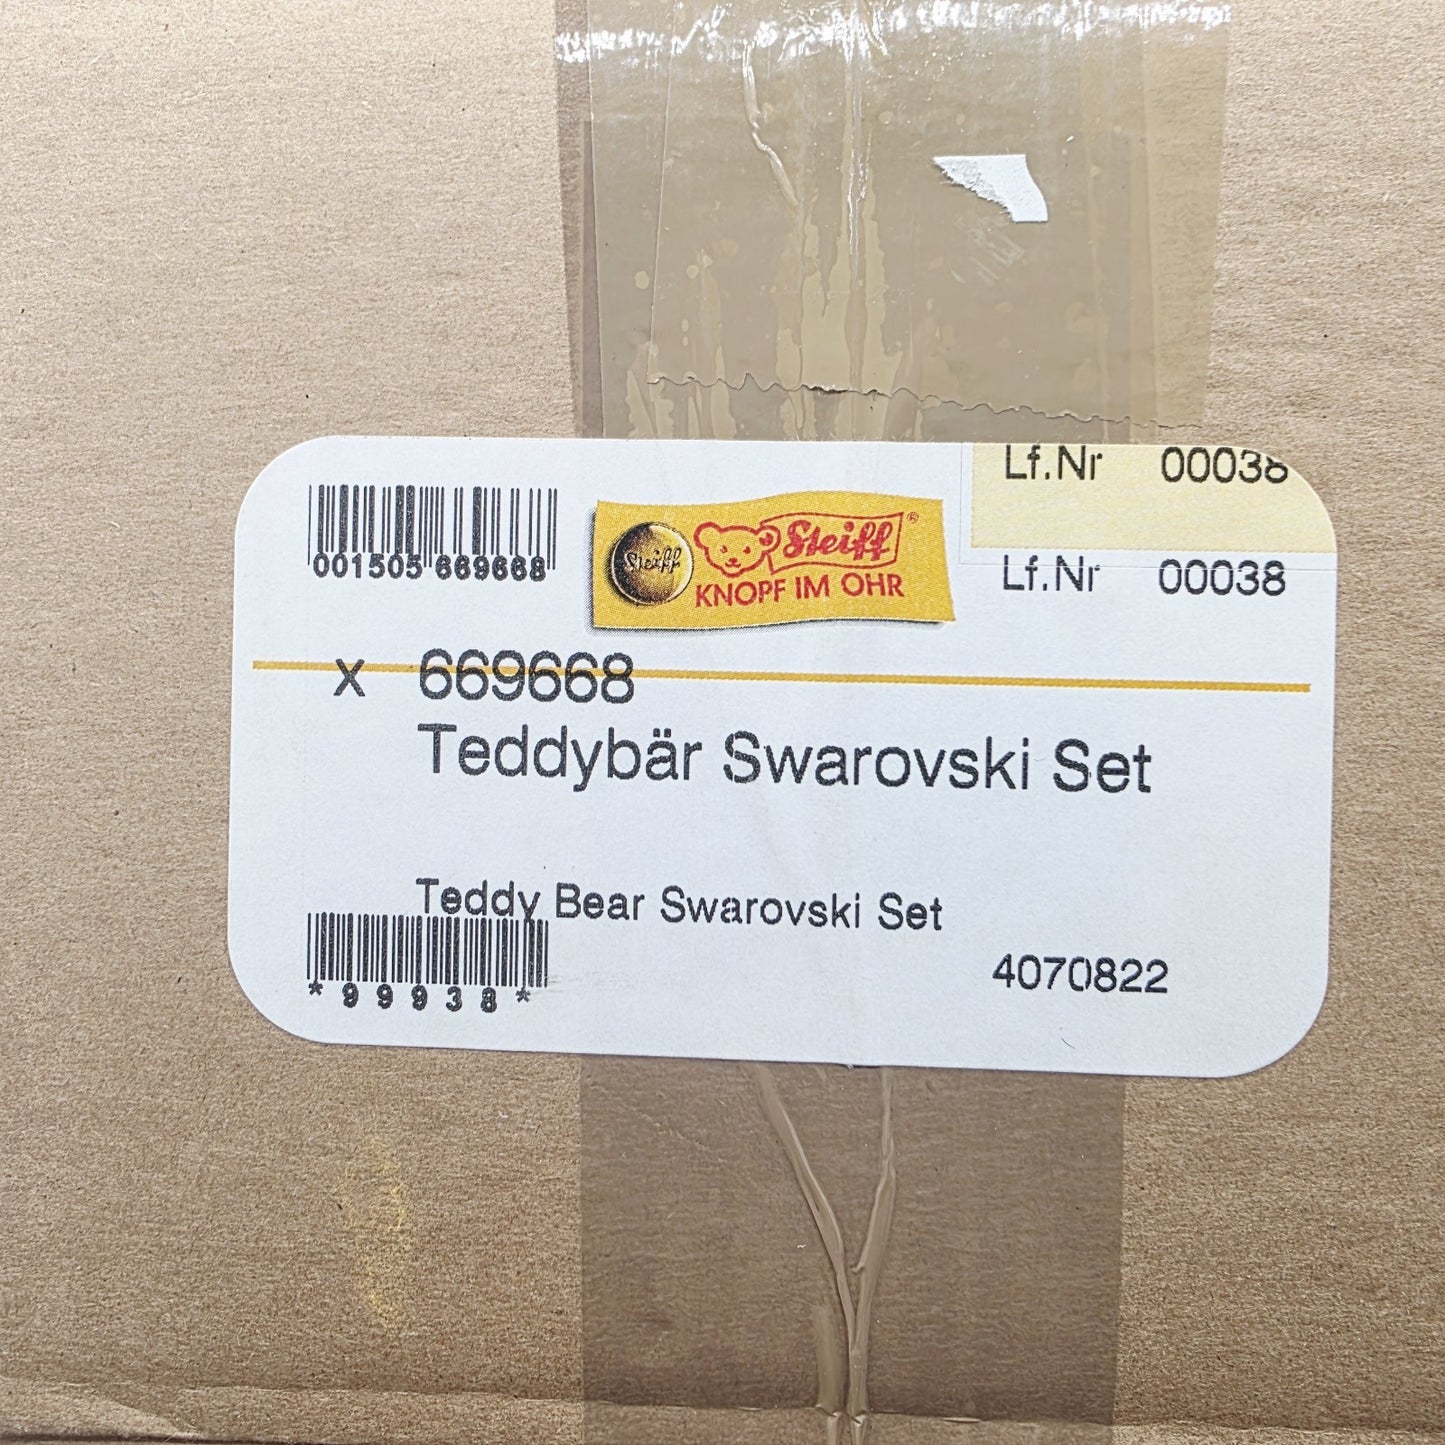 Lf.Nr 00038
001505 669668
Steiff
Steiff®
KNOPF IM OHR
Lf.Nr 00038
x 669668
Teddybär Swarovski Set
Teddy Bear Swarovski Set
*99938*
4070822